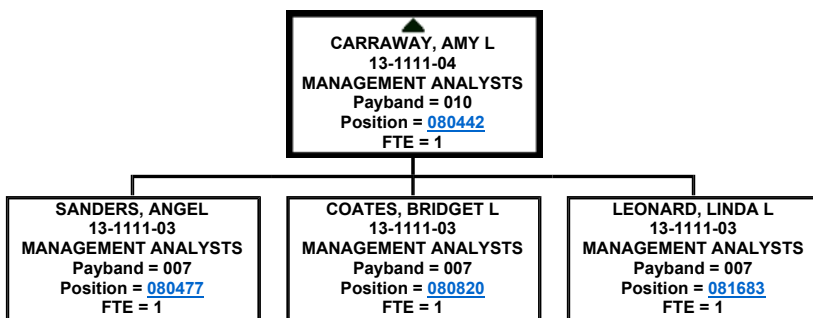 CARRAWAY, AMY L
13-1111-04
MANAGEMENT ANALYSTS
Payband = 010
Position = 080442
FTE = 1
SANDERS, ANGEL
13-1111-03
MANAGEMENT ANALYSTS
Payband = 007
Position = 080477
FTE = 1
COATES, BRIDGET L
13-1111-03
MANAGEMENT ANALYSTS
Payband = 007
Position = 080820
FTE = 1
LEONARD, LINDA L
13-1111-03
MANAGEMENT ANALYSTS
Payband = 007
Position = 081683
FTE = 1